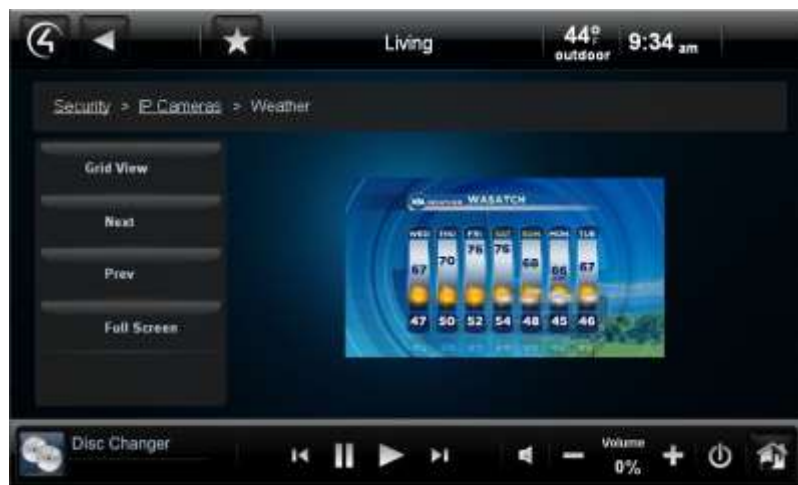 Living
44°F
outdoor
9:34 am
Security > IP Cameras > Weather
Grid View
Next
Prev
Full Screen
WEATHER WASATCH
WED THU FRI SAT SUN MON TUE
67 70 76 75 68 66 67
47 50 52 54 48 45 46
Disc Changer
Volume
0%